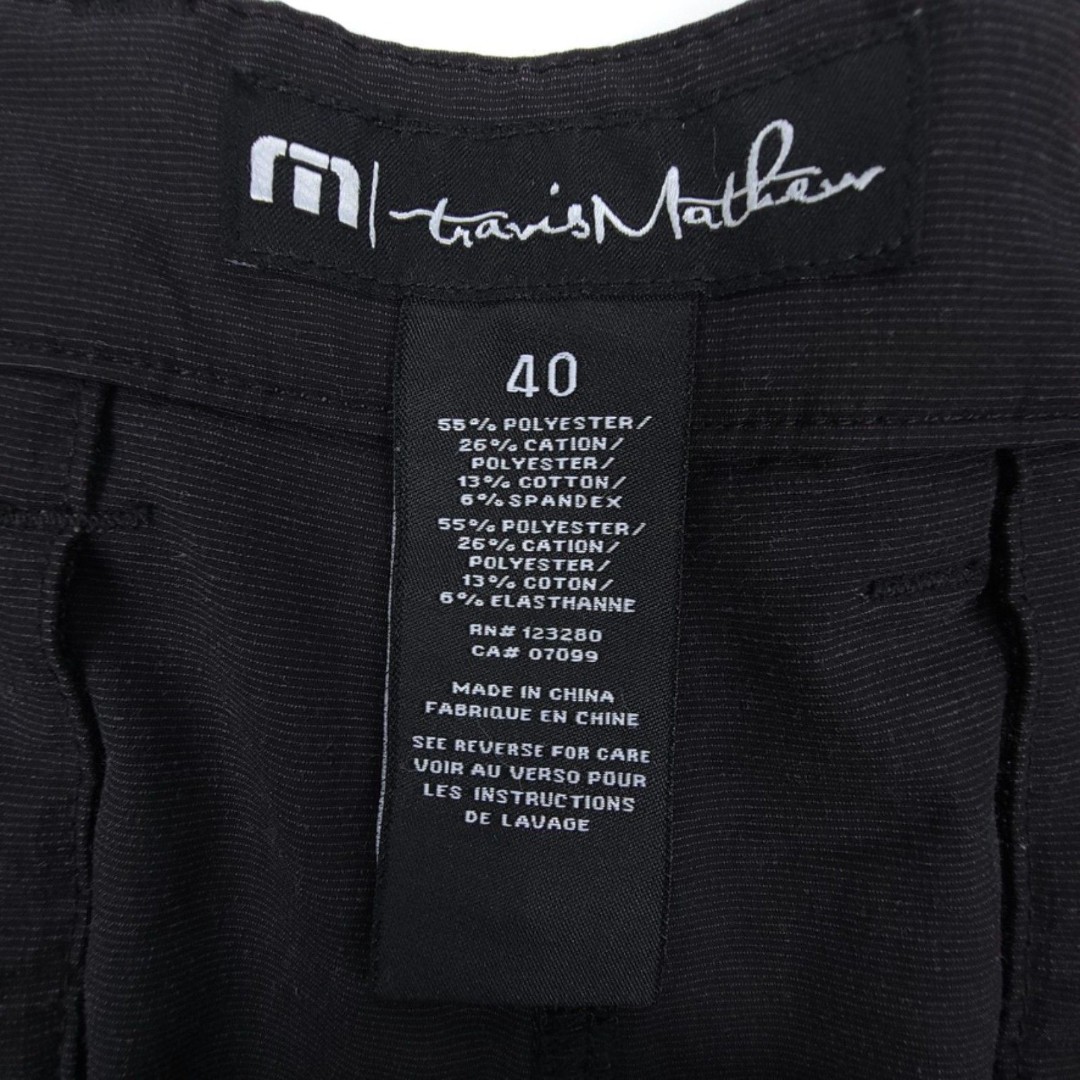 m | travisMathew
40
55% POLYESTER/
26% CATION/
POLYESTER/
13% COTTON/
6% SPANDEX
55% POLYESTER/
26% CATION/
POLYESTER/
13% COTON/
6% ELASTHANNE
RN# 123280
CA# 07099
MADE IN CHINA
FABRIQUE EN CHINE
SEE REVERSE FOR CARE
VOIR AU VERSO POUR
LES INSTRUCTIONS
DE LAVAGE